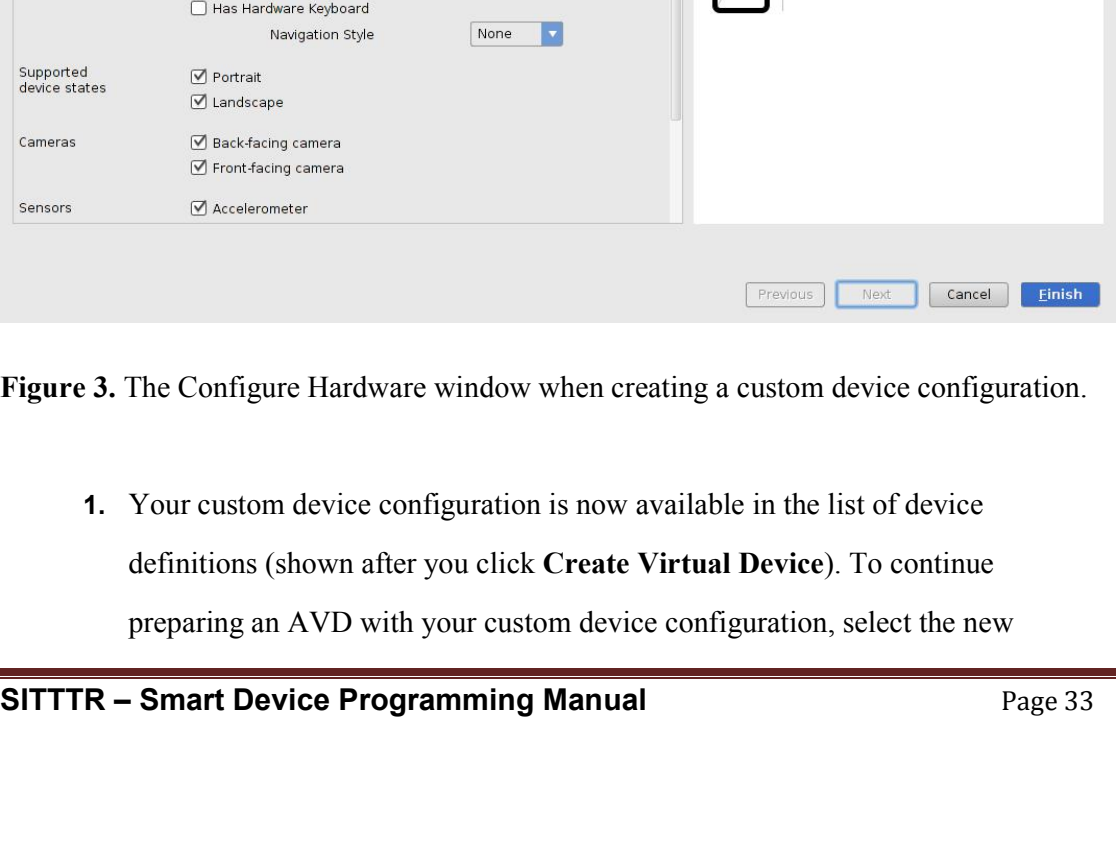 Has Hardware Keyboard
Navigation Style None
Supported
device states
Portrait
Landscape
Cameras
Back-facing camera
Front-facing camera
Sensors
Accelerometer
Previous Next Cancel Finish
Figure 3. The Configure Hardware window when creating a custom device configuration.
1. Your custom device configuration is now available in the list of device
definitions (shown after you click Create Virtual Device). To continue
preparing an AVD with your custom device configuration, select the new
SITTTR – Smart Device Programming Manual Page 33